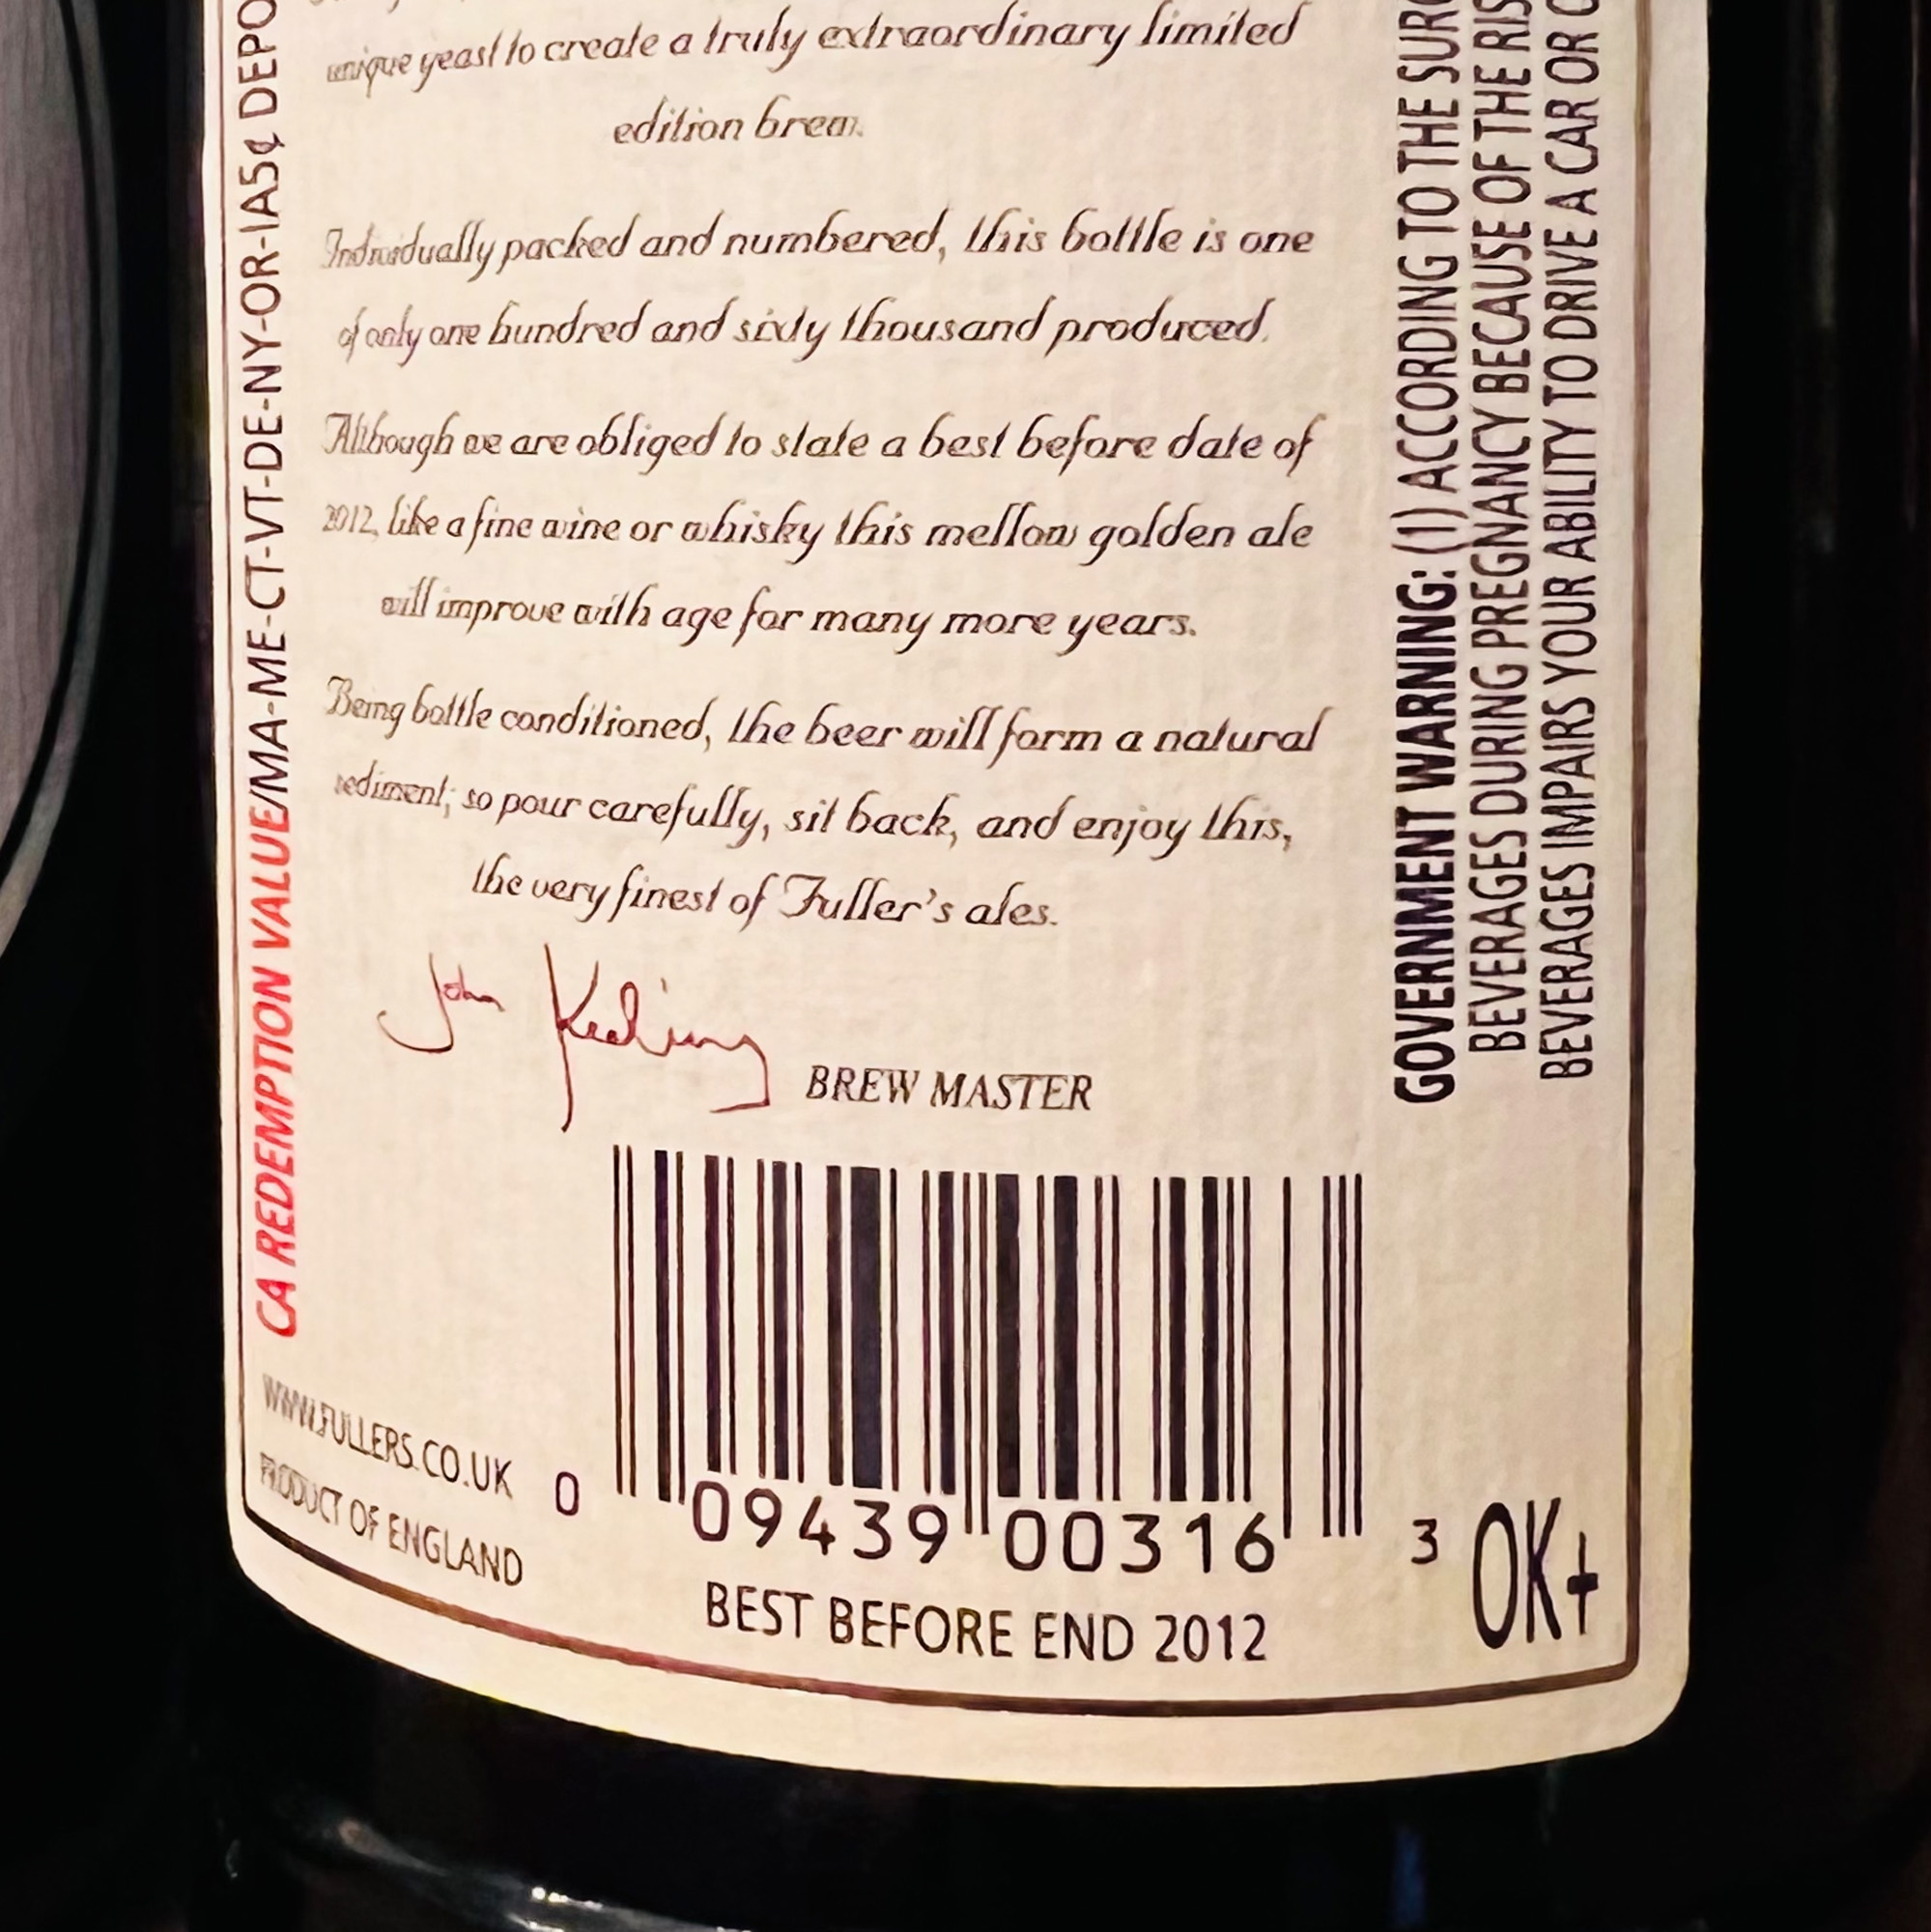 unique yeast to create a truly extraordinary limited
edition brew.
Individually packed and numbered, this bottle is one
of only one hundred and sixty thousand produced.
Although we are obliged to state a best before date of
2012, like a fine wine or whisky this mellow golden ale
will improve with age for many more years.
Being bottle conditioned, the beer will form a natural
sediment; so pour carefully, sit back, and enjoy this,
the very finest of Fuller's ales.
John Keeling
BREW MASTER
CA REDEMPTION VALUE/MA-ME-CT-VT-DE-NY-OR-IA5¢ DEPO
GOVERNMENT WARNING: (1) ACCORDING TO THE SURG
BEVERAGES DURING PREGNANCY BECAUSE OF THE RIS
BEVERAGES IMPAIRS YOUR ABILITY TO DRIVE A CAR OR O
WWW.FULLERS.CO.UK
PRODUCT OF ENGLAND
0 09439 00316 3
OK+
BEST BEFORE END 2012